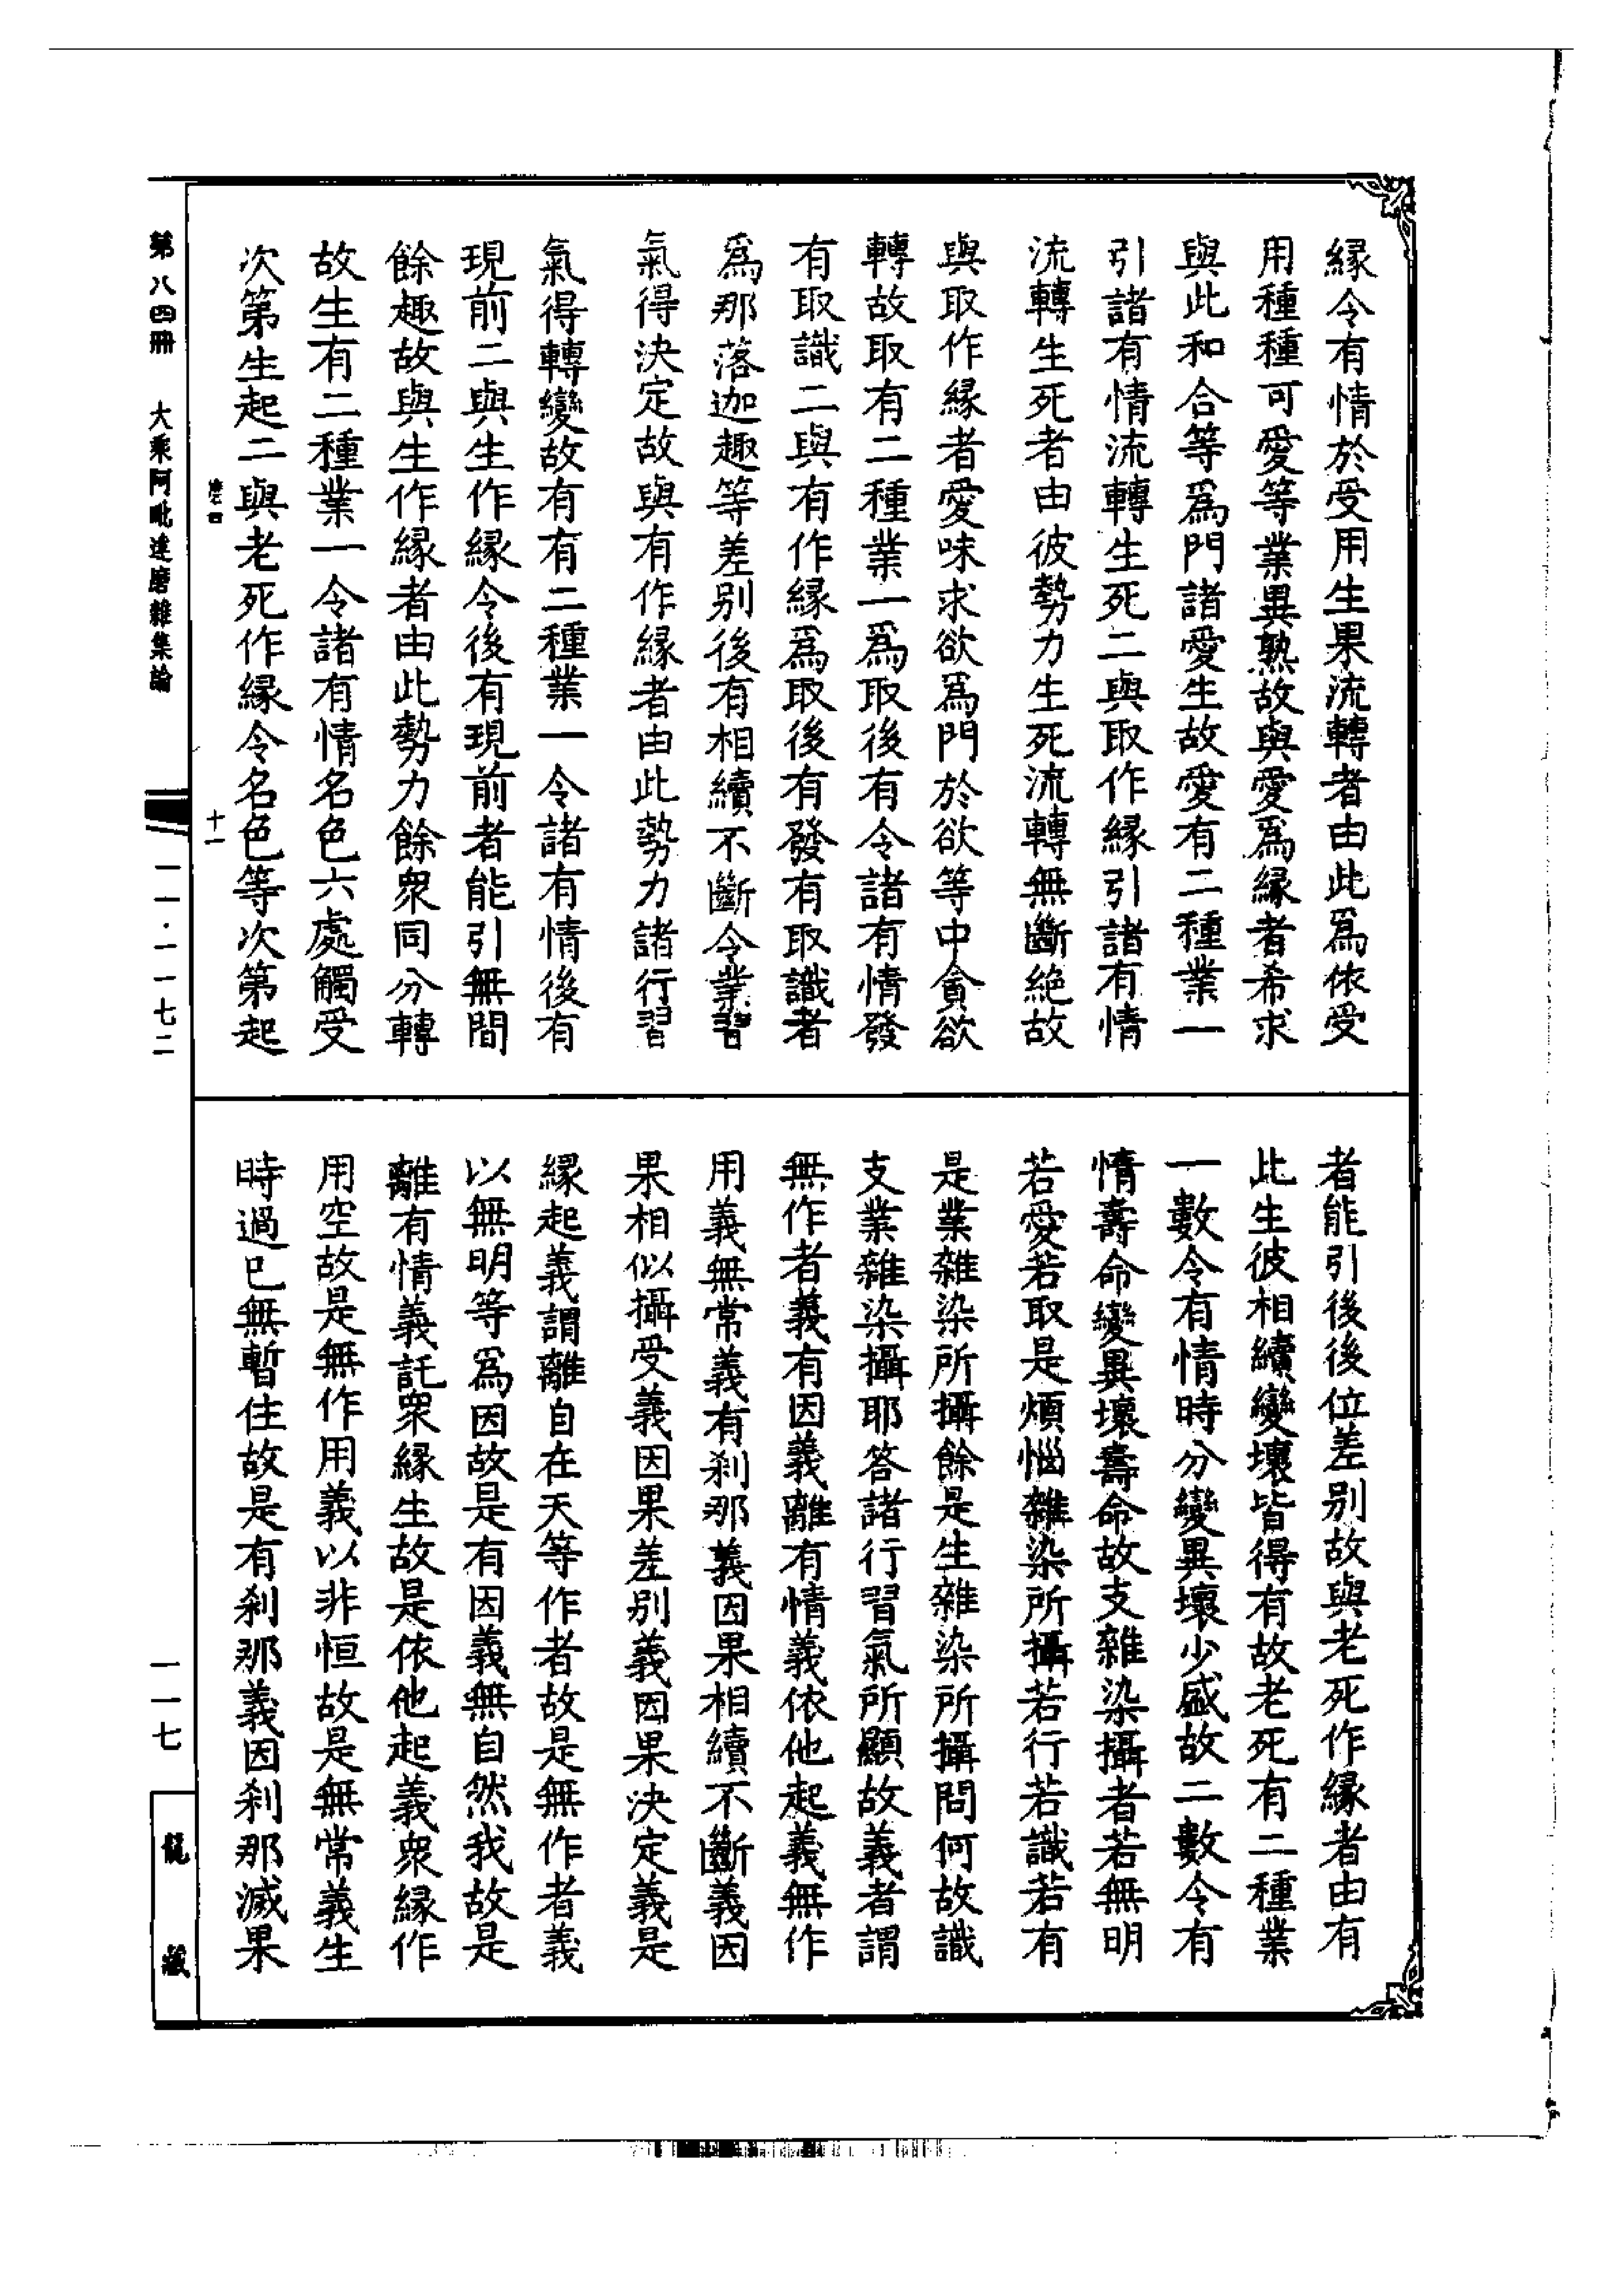 縁令有情於受用生果流轉者由此爲依受
用種種可愛等業異熟故與愛爲縁者希求
與此和合等爲門諸愛生故愛有二種業一
引諸有情流轉生死二與取作縁引諸有情
流轉生死者由彼勢力生死流轉無斷絶故
與取作縁者愛味求欲爲門於欲等中貪欲
轉故取有二種業一爲取後有令諸有情發
有取識二與有作縁爲取後有發有取識者
爲那落迦趣等差别後有相續不斷令業習
氣得決定故與有作縁者由此勢力諸行習
氣得轉變故有有二種業一令諸有情後有
現前二與生作縁令後有現前者能引無間
餘趣故與生作縁者由此勢力餘衆同分轉
故生有二種業一令諸有情名色六處觸受
次第生起二與老死作縁令名色等次第起
者能引後後位差别故與老死作縁者由有
此生彼相續變壞皆得有故老死有二種業
一數令有情時分變異壞少盛故二數令有
情壽命變異壞壽命故支雜染攝者若無明
若愛若取是煩惱雜染所攝若行若識若有
是業雜染所攝餘是生雜染所攝問何故識
支業雜染攝耶答諸行習氣所顯故義者謂
無作者義有因義離有情義依他起義無作
用義無常義有刹那義因果相續不斷義因
果相似攝受義因果差别義因果决定義是
縁起義謂離自在天等作者故是無作者義
以無明等爲因故是有因義無自然我故是
離有情義託衆縁生故是依他起義衆縁作
用空故是無作用義以非恒故是無常義生
時過已無暫住故是有刹那義因刹那滅果
十一
第八四冊　大乘阿毗達磨雜集論
一一·一一七二
一一七
龍藏